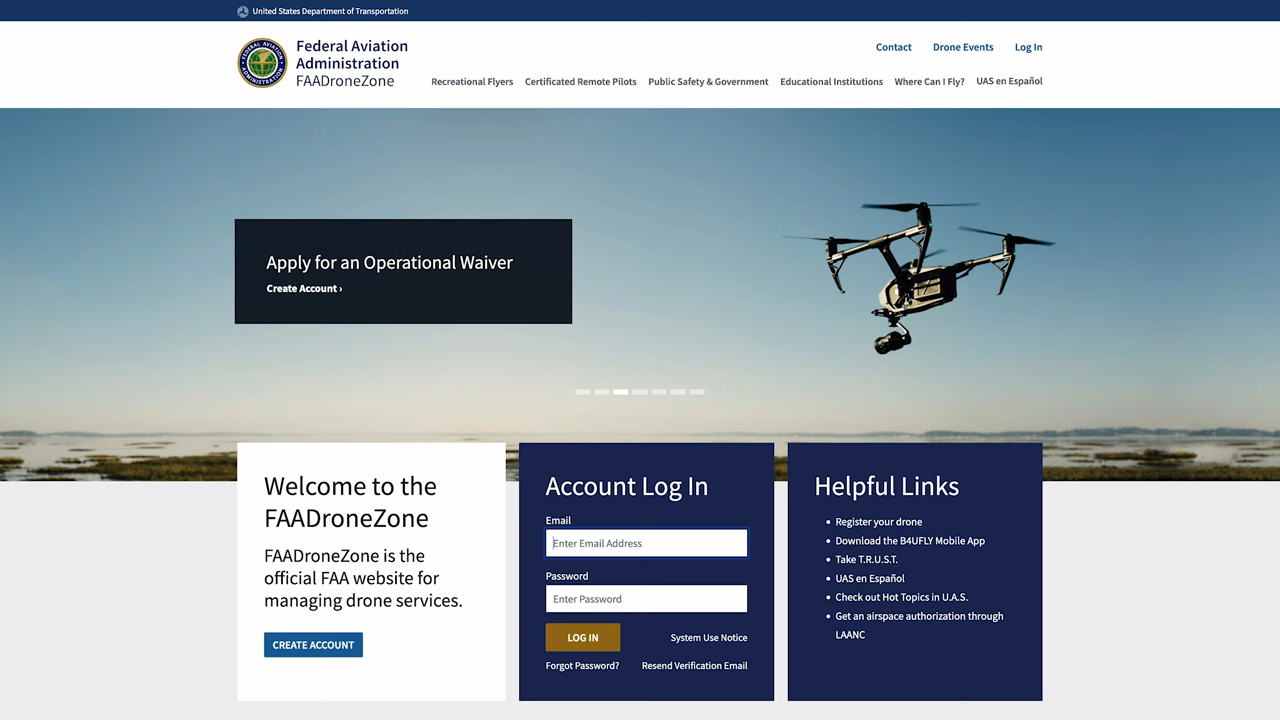 United States Department of Transportation
Federal Aviation
Administration
FAADroneZone
Contact Drone Events Log In
Recreational Flyers Certificated Remote Pilots Public Safety & Government Educational Institutions Where Can I Fly? UAS en Español
Apply for an Operational Waiver
Create Account ›
Welcome to the
FAADroneZone
FAADroneZone is the
official FAA website for
managing drone services.
CREATE ACCOUNT
Account Log In
Email
Enter Email Address
Password
Enter Password
LOG IN
System Use Notice
Forgot Password?
Resend Verification Email
Helpful Links
• Register your drone
• Download the B4UFLY Mobile App
• Take T.R.U.S.T.
• UAS en Español
• Check out Hot Topics in U.A.S.
• Get an airspace authorization through
LAANC